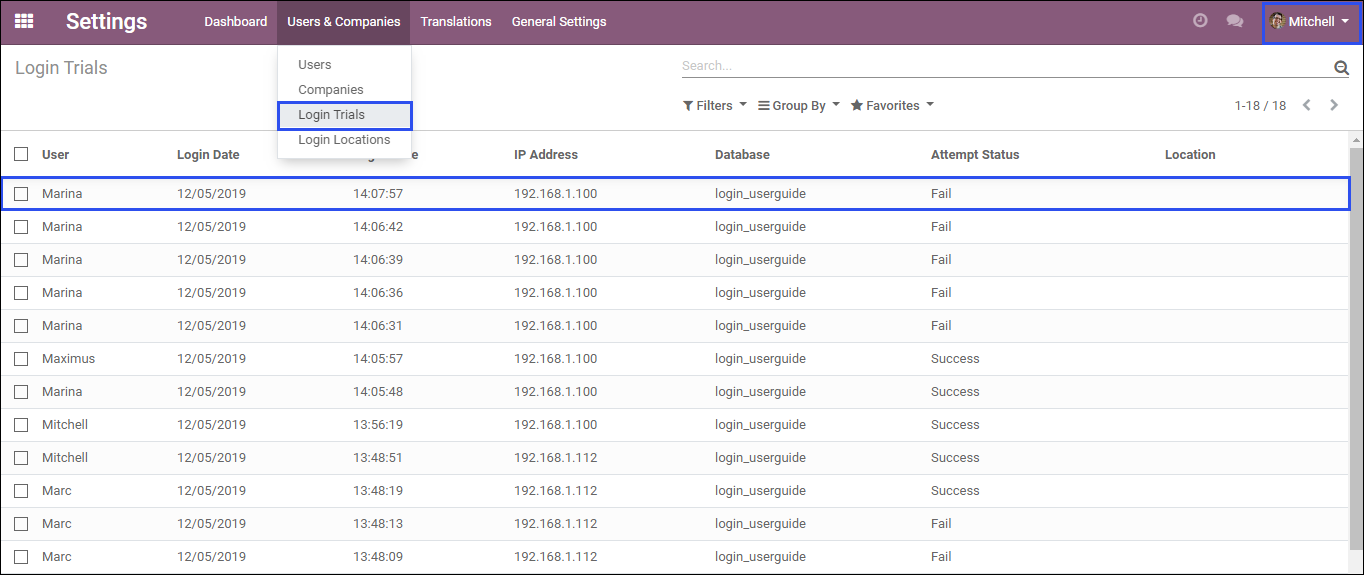 Settings Dashboard Users & Companies Translations General Settings Mitchell
Login Trials Users Search...
Companies
Login Trials Filters Group By Favorites 1-18 / 18
Login Locations
User Login Date IP Address Database Attempt Status Location
Marina 12/05/2019 14:07:57 192.168.1.100 login_userguide Fail
Marina 12/05/2019 14:06:42 192.168.1.100 login_userguide Fail
Marina 12/05/2019 14:06:39 192.168.1.100 login_userguide Fail
Marina 12/05/2019 14:06:36 192.168.1.100 login_userguide Fail
Marina 12/05/2019 14:06:31 192.168.1.100 login_userguide Fail
Maximus 12/05/2019 14:05:57 192.168.1.100 login_userguide Success
Marina 12/05/2019 14:05:48 192.168.1.100 login_userguide Success
Mitchell 12/05/2019 13:56:19 192.168.1.100 login_userguide Success
Mitchell 12/05/2019 13:48:51 192.168.1.112 login_userguide Success
Marc 12/05/2019 13:48:19 192.168.1.112 login_userguide Success
Marc 12/05/2019 13:48:13 192.168.1.112 login_userguide Fail
Marc 12/05/2019 13:48:09 192.168.1.112 login_userguide Fail